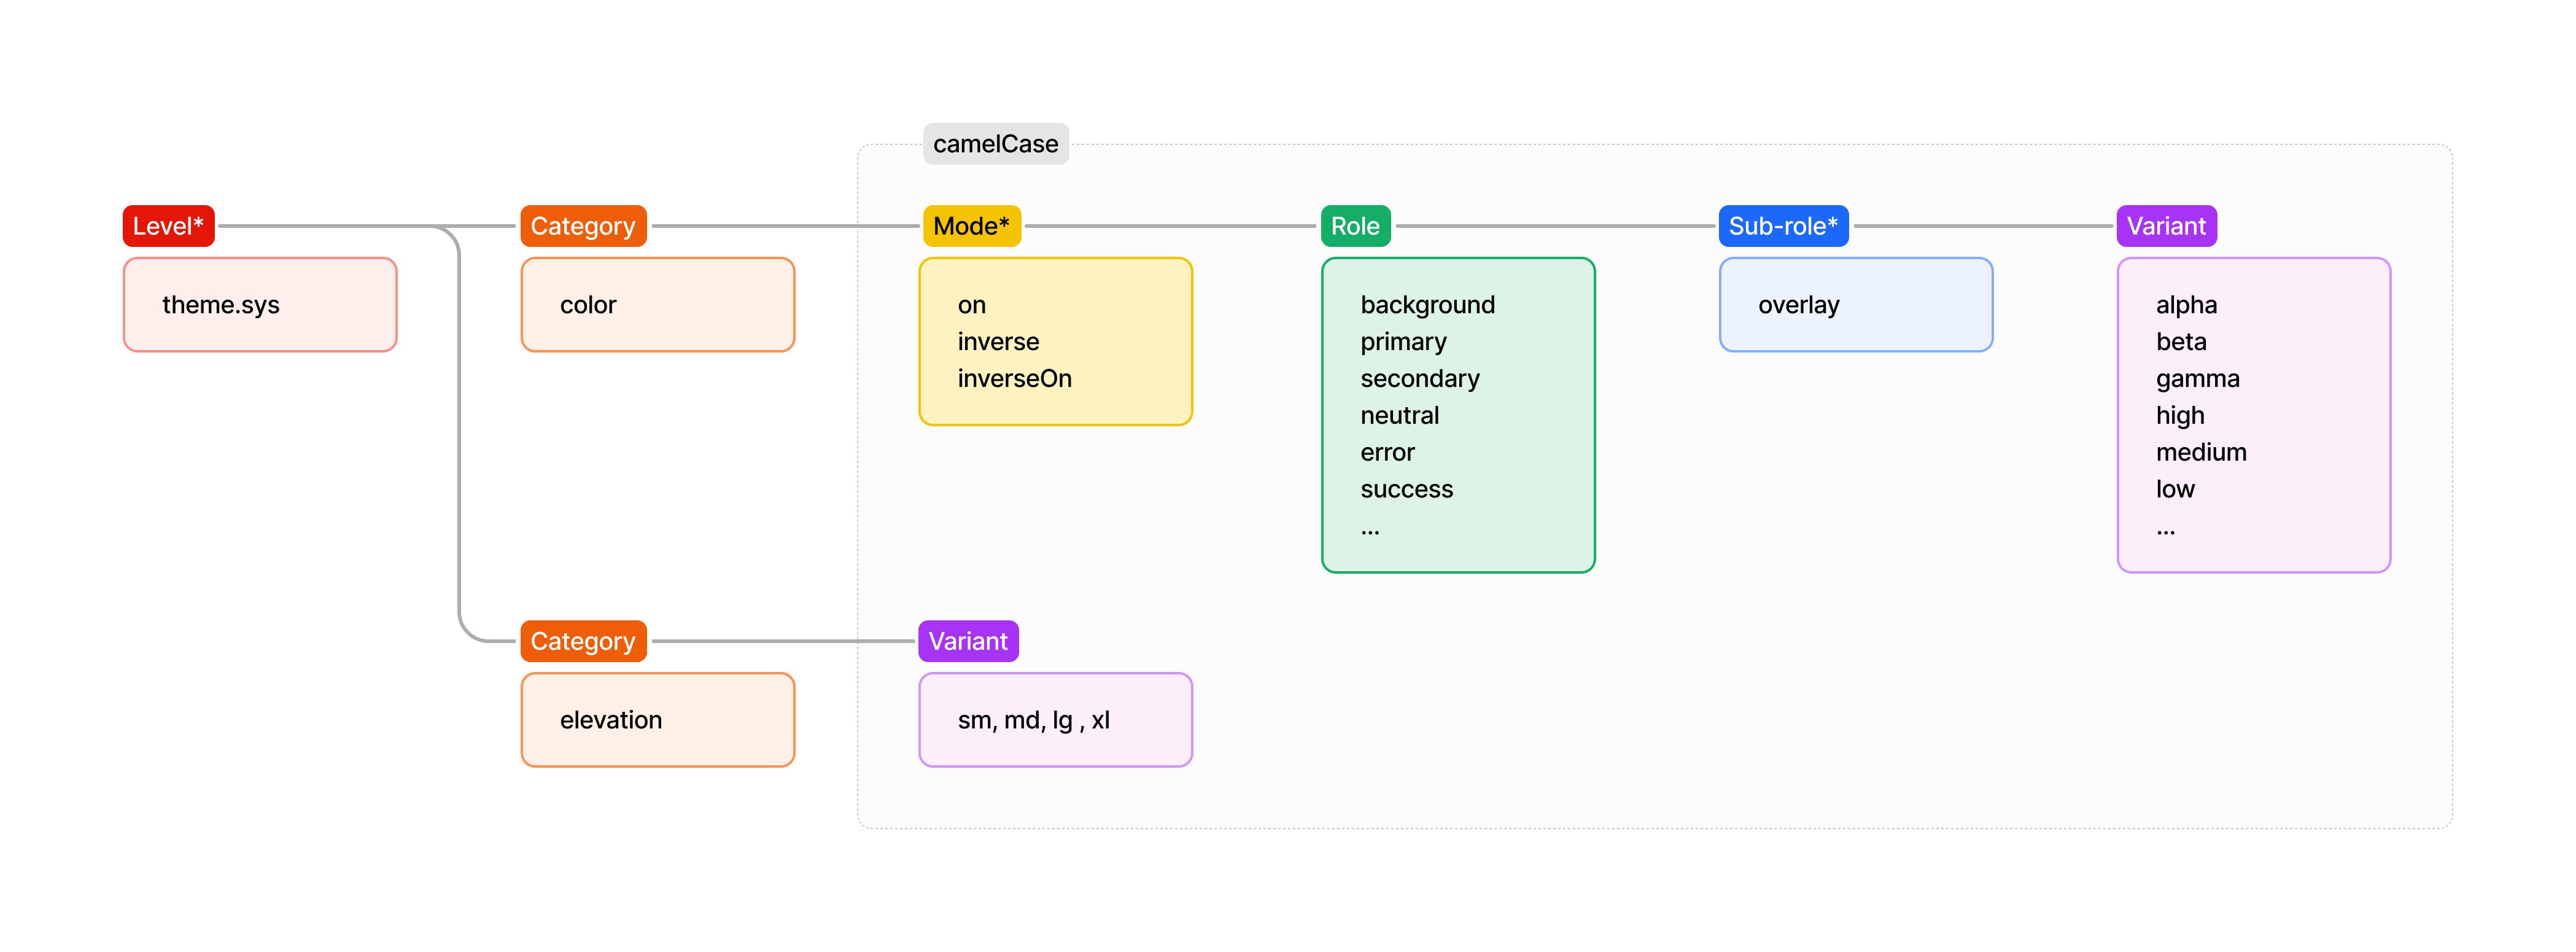 camelCase
Level*
Category
Mode*
Role
Sub-role*
Variant
theme.sys
color
on
inverse
inverseOn
background
primary
secondary
neutral
error
success
...
overlay
alpha
beta
gamma
high
medium
low
...
Category
Variant
elevation
sm, md, lg , xl